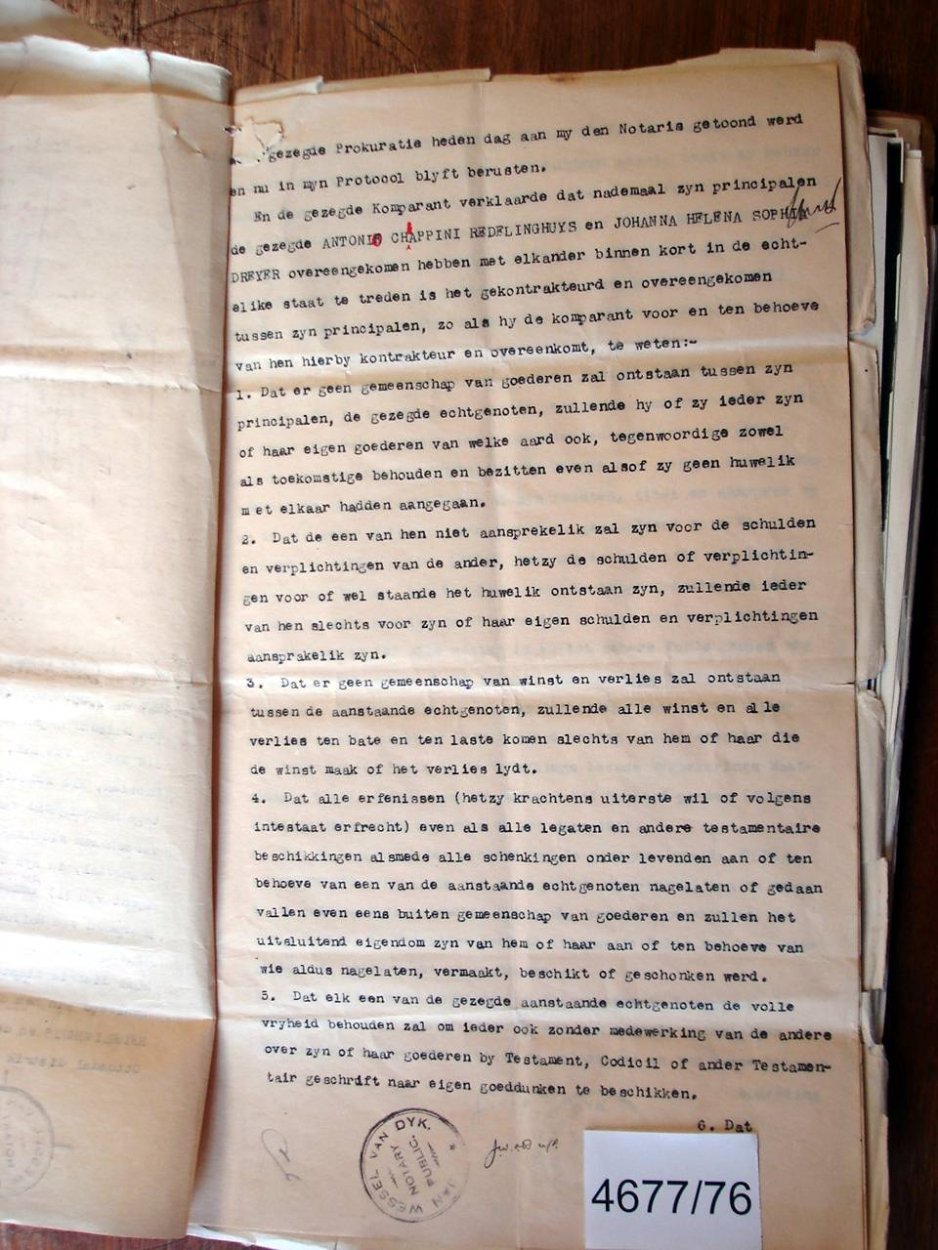 gezegde Prokuratie heden dag aan my den Notaris getoond werd
en nu in myn Protocol blyft berusten.
En de gezegde Komparant verklaarde dat nademaal zyn principalen
de gezegde ANTONIO CHAPPINI REDELINGHUYS en JOHANNA HELENA SOPHIA
DREYER overeengekomen hebben met elkander binnen kort in de echt-
elike staat te treden is het gekontrakteurd en overeengekomen
tussen zyn principalen, zo als hy de komparant voor en ten behoeve
van hen hierby kontrakteur en overeenkomt, te weten:-
1. Dat er geen gemeenschap van goederen zal ontstaan tussen zyn
principalen, de gezegde echtgenoten, zullende hy of zy ieder zyn
of haar eigen goederen van welke aard ook, tegenwoordige zowel
als toekomstige behouden en bezitten even alsof zy geen huwelik
met elkaar hadden aangegaan.
2. Dat de een van hen niet aansprekelik zal zyn voor de schulden
en verplichtingen van de ander, hetzy de schulden of verplichtin-
gen voor of wel staande het huwelik ontstaan zyn, zullende ieder
van hen slechts voor zyn of haar eigen schulden en verplichtingen
aansprakelik zyn.
3. Dat er geen gemeenschap van winst en verlies zal ontstaan
tussen de aanstaande echtgenoten, zullende alle winst en alle
verlies ten bate en ten laste komen slechts van hem of haar die
de winst maak of het verlies lydt.
4. Dat alle erfenissen (hetzy krachtens uiterste wil of volgens
intestaat erfrecht) even als alle legaten en andere testamentaire
beschikkingen alsmede alle schenkingen onder levenden aan of ten
behoeve van een van de aanstaande echtgenoten nagelaten of gedaan
vallen even eens buiten gemeenschap van goederen en zullen het
uitsluitend eigendom zyn van hem of haar aan of ten behoeve van
wie aldus nagelaten, vermaakt, beschikt of geschonken werd.
5. Dat elk een van de gezegde aanstaande echtgenoten de volle
vryheid behouden zal om ieder ook zonder medewerking van de andere
over zyn of haar goederen by Testament, Codicil of ander Testamen-
tair geschrift naar eigen goeddunken te beschikken.
6. Dat
JAN WESSEL VAN DYK.
NOTARY
PUBLIC.
4677/76